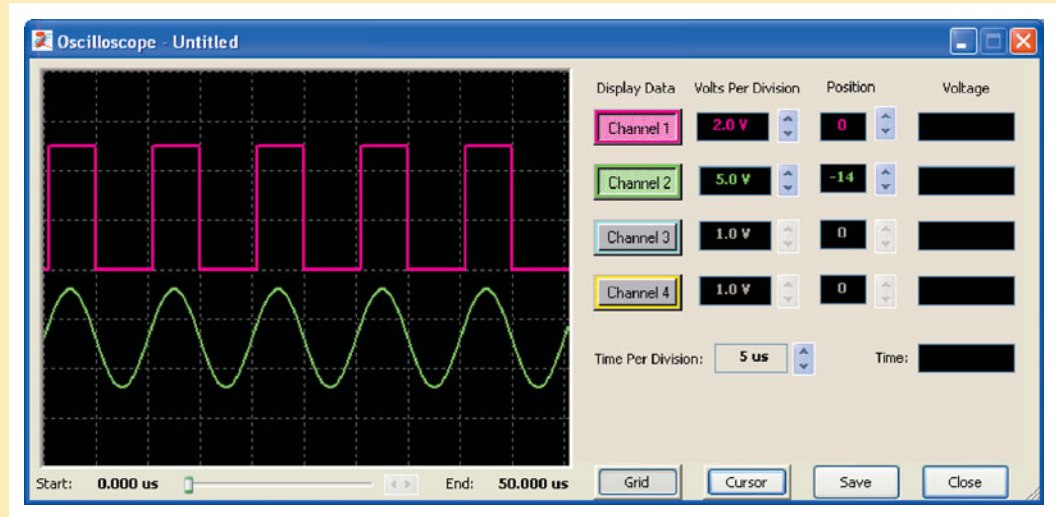 Oscilloscope - Untitled
Display Data Volts Per Division Position Voltage
Channel 1 2.0 V 0
Channel 2 5.0 V -14
Channel 3 1.0 V 0
Channel 4 1.0 V 0
Time Per Division: 5 us Time:
Start: 0.000 us End: 50.000 us Grid Cursor Save Close